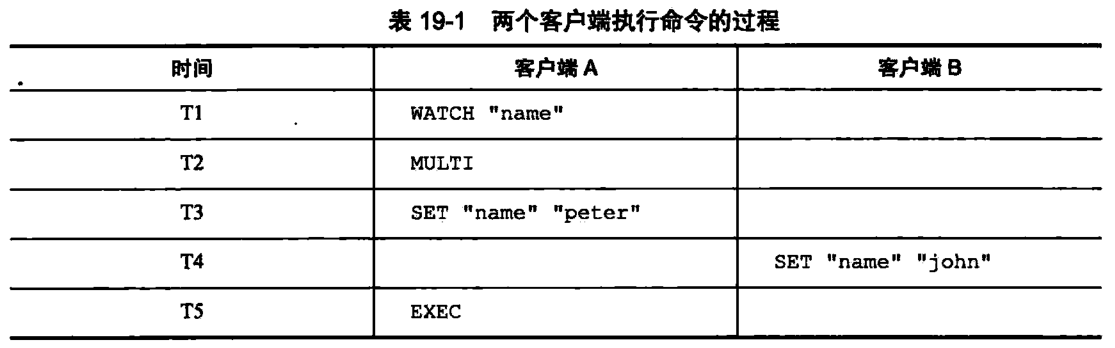 表 19-1 两个客户端执行命令的过程
时间 客户端 A 客户端 B
T1 WATCH "name"
T2 MULTI
T3 SET "name" "peter"
T4 SET "name" "john"
T5 EXEC